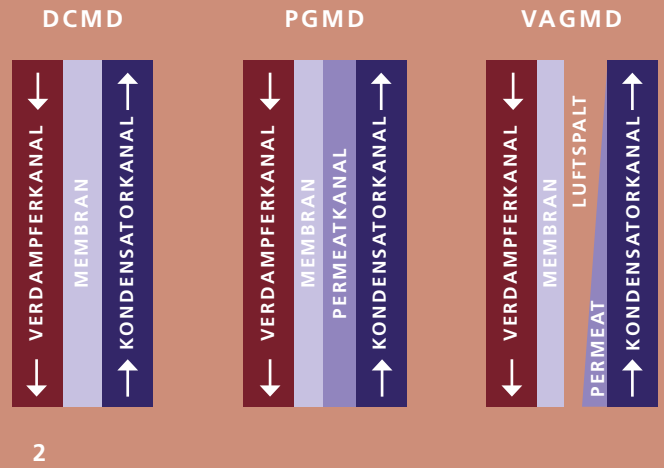 DCMD
VERDAMPFERKANAL
MEMBRAN
KONDENSATORKANAL
PGMD
VERDAMPFERKANAL
MEMBRAN
PERMEATKANAL
KONDENSATORKANAL
VAGMD
VERDAMPFERKANAL
MEMBRAN
LUFTSPALT
PERMEAT
KONDENSATORKANAL
2